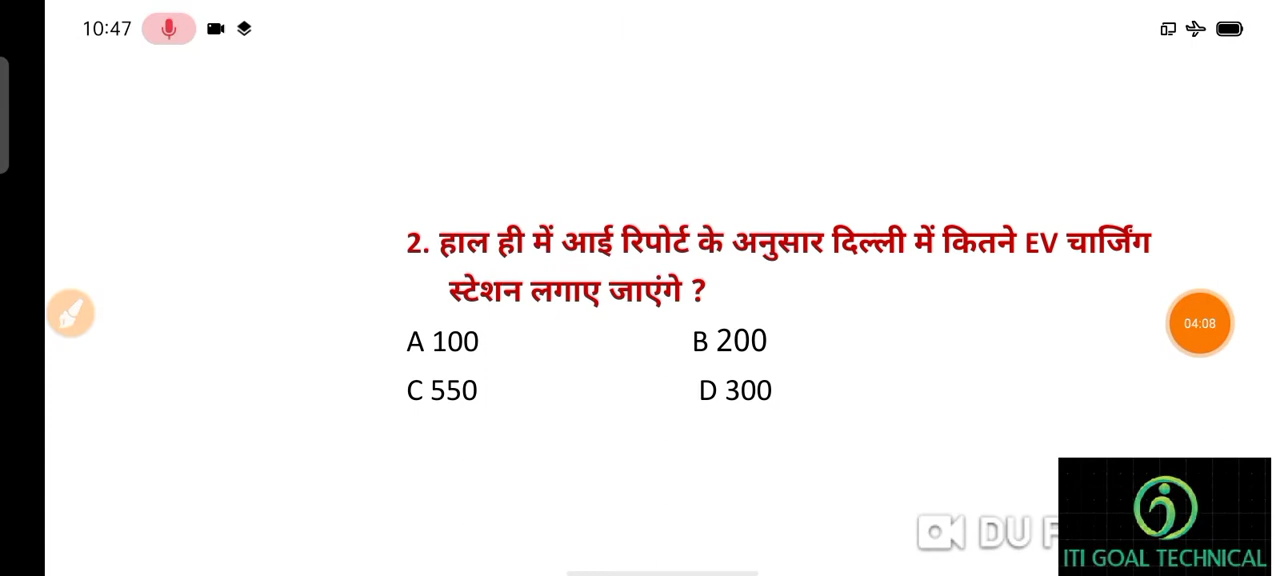 10:47
2. हाल ही में आई रिपोर्ट के अनुसार दिल्ली में कितने EV चार्जिंग
स्टेशन लगाए जाएंगे ?
A 100 B 200
04:08
C 550 D 300
DU F
ITI GOAL TECHNICAL